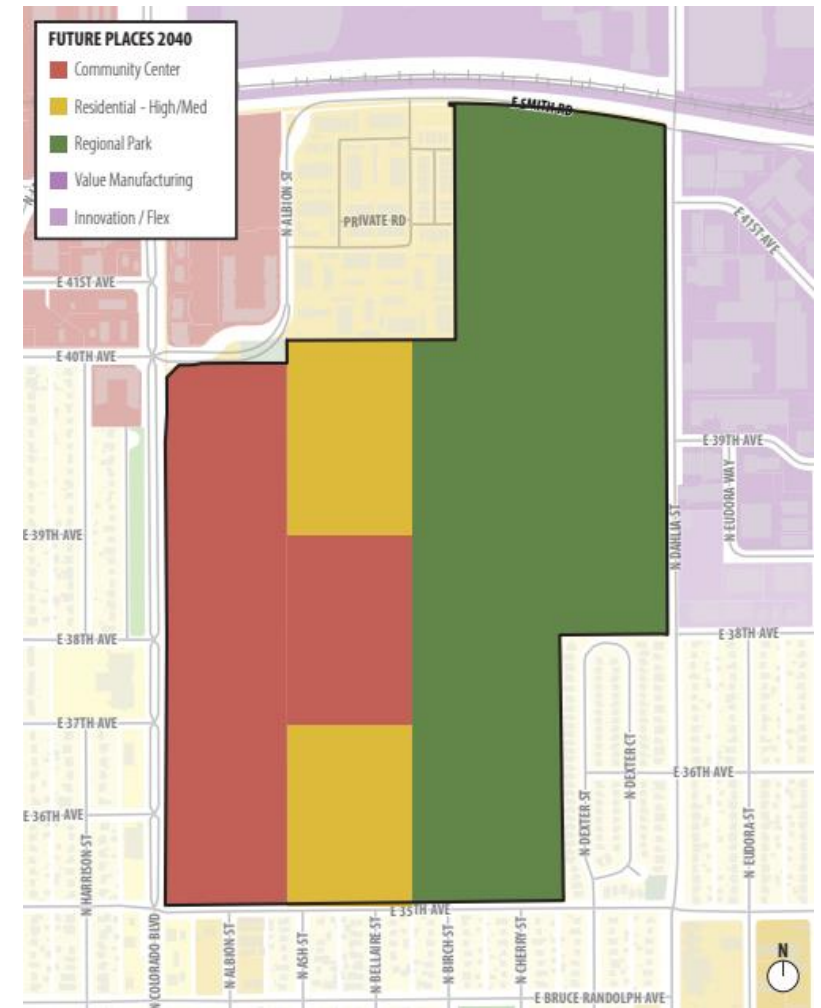 FUTURE PLACES 2040
Community Center
Residential - High/Med
Regional Park
Value Manufacturing
Innovation / Flex
E SMITH RD
N ALBION ST
PRIVATE RD
E 41ST AVE
E 41ST AVE
E 40TH AVE
E 39TH AVE
N EUDORA WAY
E 39TH AVE
N DAHLIA ST
E 38TH AVE
E 38TH AVE
E 37TH AVE
N DEXTER CT
E 36TH AVE
N DEXTER ST
E 36TH AVE
N HARRISON ST
N EUDORA ST
E 35TH AVE
N COLORADO BLVD
N ALBION ST
N ASH ST
N BELLAIRE ST
N BIRCH ST
N CHERRY ST
N
E BRUCE RANDOLPH AVE